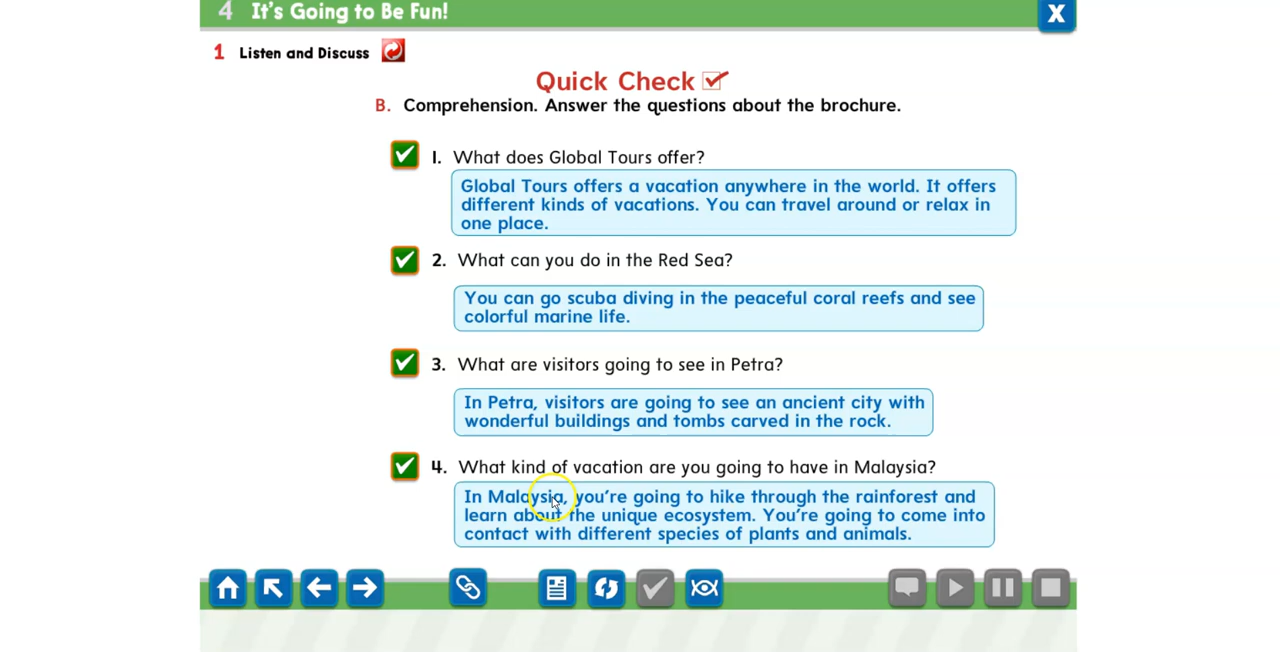 4 It's Going to Be Fun!
X
1 Listen and Discuss
Quick Check
B. Comprehension. Answer the questions about the brochure.
1. What does Global Tours offer?
Global Tours offers a vacation anywhere in the world. It offers
different kinds of vacations. You can travel around or relax in
one place.
2. What can you do in the Red Sea?
You can go scuba diving in the peaceful coral reefs and see
colorful marine life.
3. What are visitors going to see in Petra?
In Petra, visitors are going to see an ancient city with
wonderful buildings and tombs carved in the rock.
4. What kind of vacation are you going to have in Malaysia?
In Malaysia, you're going to hike through the rainforest and
learn about the unique ecosystem. You're going to come into
contact with different species of plants and animals.